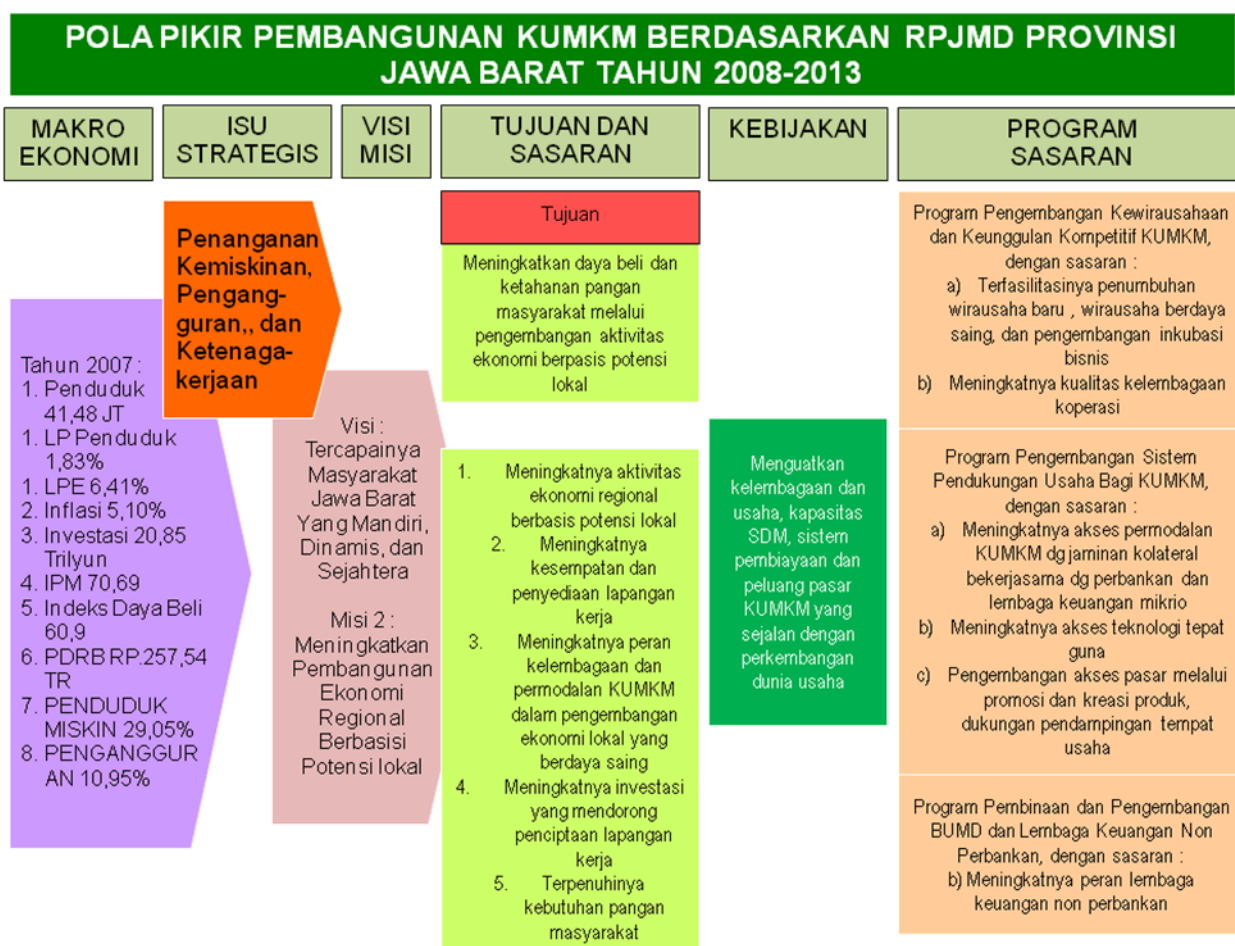 POLA PIKIR PEMBANGUNAN KUMKM BERDASARKAN RPJMD PROVINSI
JAWA BARAT TAHUN 2008-2013
MAKRO
EKONOMI
ISU
STRATEGIS
VISI
MISI
TUJUAN DAN
SASARAN
KEBIJAKAN
PROGRAM
SASARAN
Tahun 2007 :
1. Penduduk
41,48 JT
1. LP Penduduk
1,83%
1. LPE 6,41%
2. Inflasi 5,10%
3. Investasi 20,85
Trilyun
4. IPM 70,69
5. Indeks Daya Beli
60,9
6. PDRB RP.257,54
TR
7. PENDUDUK
MISKIN 29,05%
8. PENGANGGUR
AN 10,95%
Penanganan
Kemiskinan,
Pengang-
guran,, dan
Ketenaga-
kerjaan
Visi :
Tercapainya
Masyarakat
Jawa Barat
Yang Mandiri,
Dinamis, dan
Sejahtera
Misi 2 :
Meningkatkan
Pembangunan
Ekonomi
Regional
Berbasisi
Potensi lokal
Tujuan
Meningkatkan daya beli dan
ketahanan pangan
masyarakat melalui
pengembangan aktivitas
ekonomi berpasis potensi
lokal
1. Meningkatnya aktivitas
ekonomi regional
berbasis potensi lokal
2. Meningkatnya
kesempatan dan
penyediaan lapangan
kerja
3. Meningkatnya peran
kelembagaan dan
permodalan KUMKM
dalam pengembangan
ekonomi lokal yang
berdaya saing
4. Meningkatnya investasi
yang mendorong
penciptaan lapangan
kerja
5. Terpenuhinya
kebutuhan pangan
masyarakat
Menguatkan
kelembagaan dan
usaha, kapasitas
SDM, sistem
pembiayaan dan
peluang pasar
KUMKM yang
sejalan dengan
perkembangan
dunia usaha
Program Pengembangan Kewirausahaan
dan Keunggulan Kompetitif KUMKM,
dengan sasaran :
a) Terfasilitasinya penumbuhan
wirausaha baru , wirausaha berdaya
saing, dan pengembangan inkubasi
bisnis
b) Meningkatnya kualitas kelembagaan
koperasi
Program Pengembangan Sistem
Pendukungan Usaha Bagi KUMKM,
dengan sasaran :
a) Meningkatnya akses permodalan
KUMKM dg jaminan kolateral
bekerjasama dg perbankan dan
lembaga keuangan mikrio
b) Meningkatnya akses teknologi tepat
guna
c) Pengembangan akses pasar melalui
promosi dan kreasi produk,
dukungan pendampingan tempat
usaha
Program Pembinaan dan Pengembangan
BUMD dan Lembaga Keuangan Non
Perbankan, dengan sasaran :
b) Meningkatnya peran lembaga
keuangan non perbankan